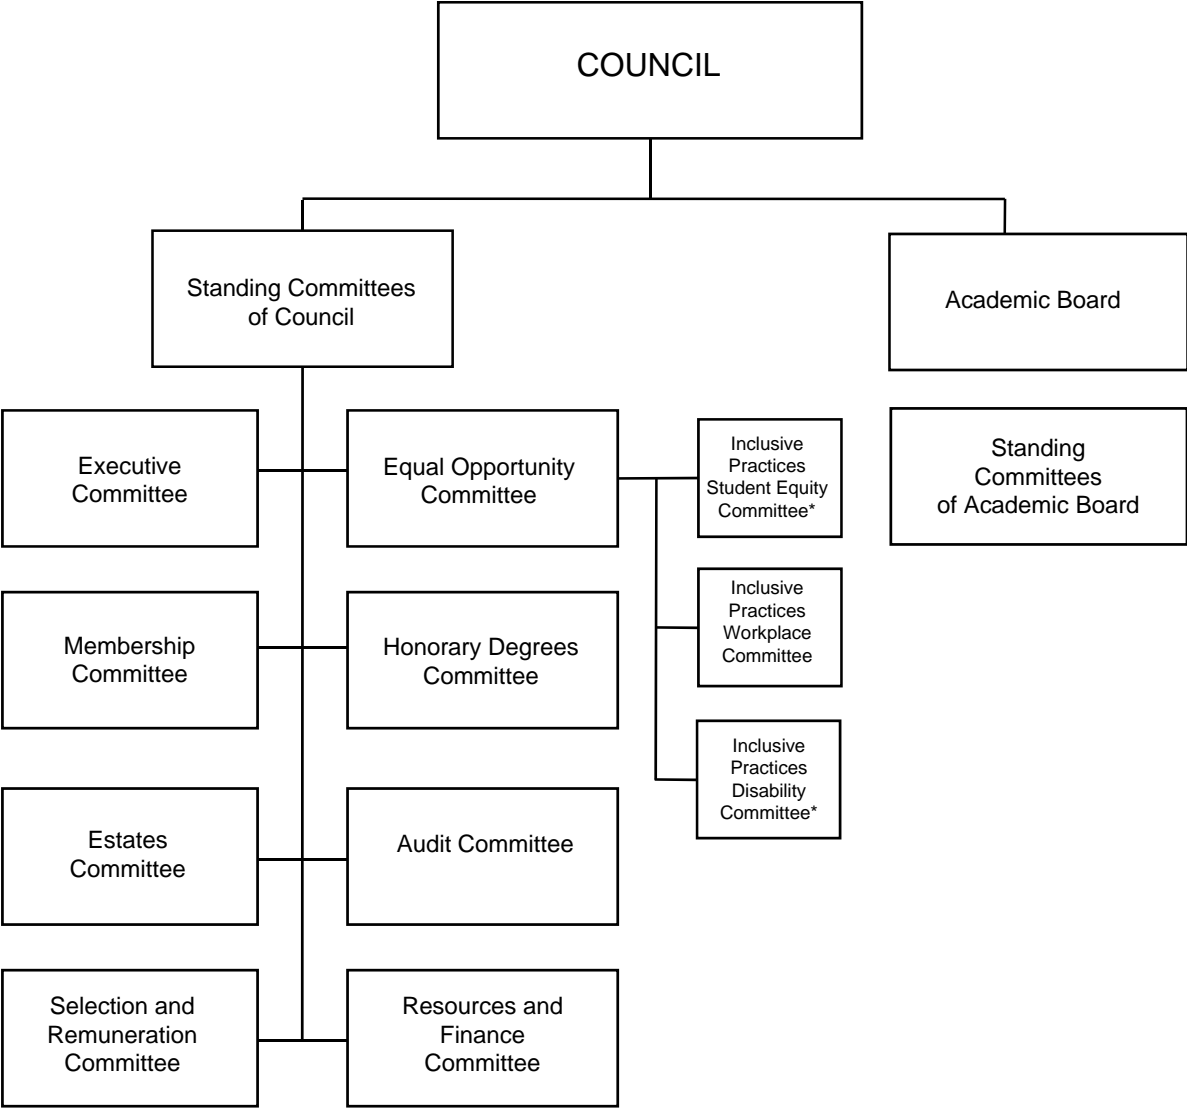 COUNCIL
Standing Committees
of Council
Academic Board
Executive
Committee
Equal Opportunity
Committee
Inclusive
Practices
Student Equity
Committee*
Standing
Committees
of Academic Board
Membership
Committee
Honorary Degrees
Committee
Inclusive
Practices
Workplace
Committee
Inclusive
Practices
Disability
Committee*
Estates
Committee
Audit Committee
Selection and
Remuneration
Committee
Resources and
Finance
Committee